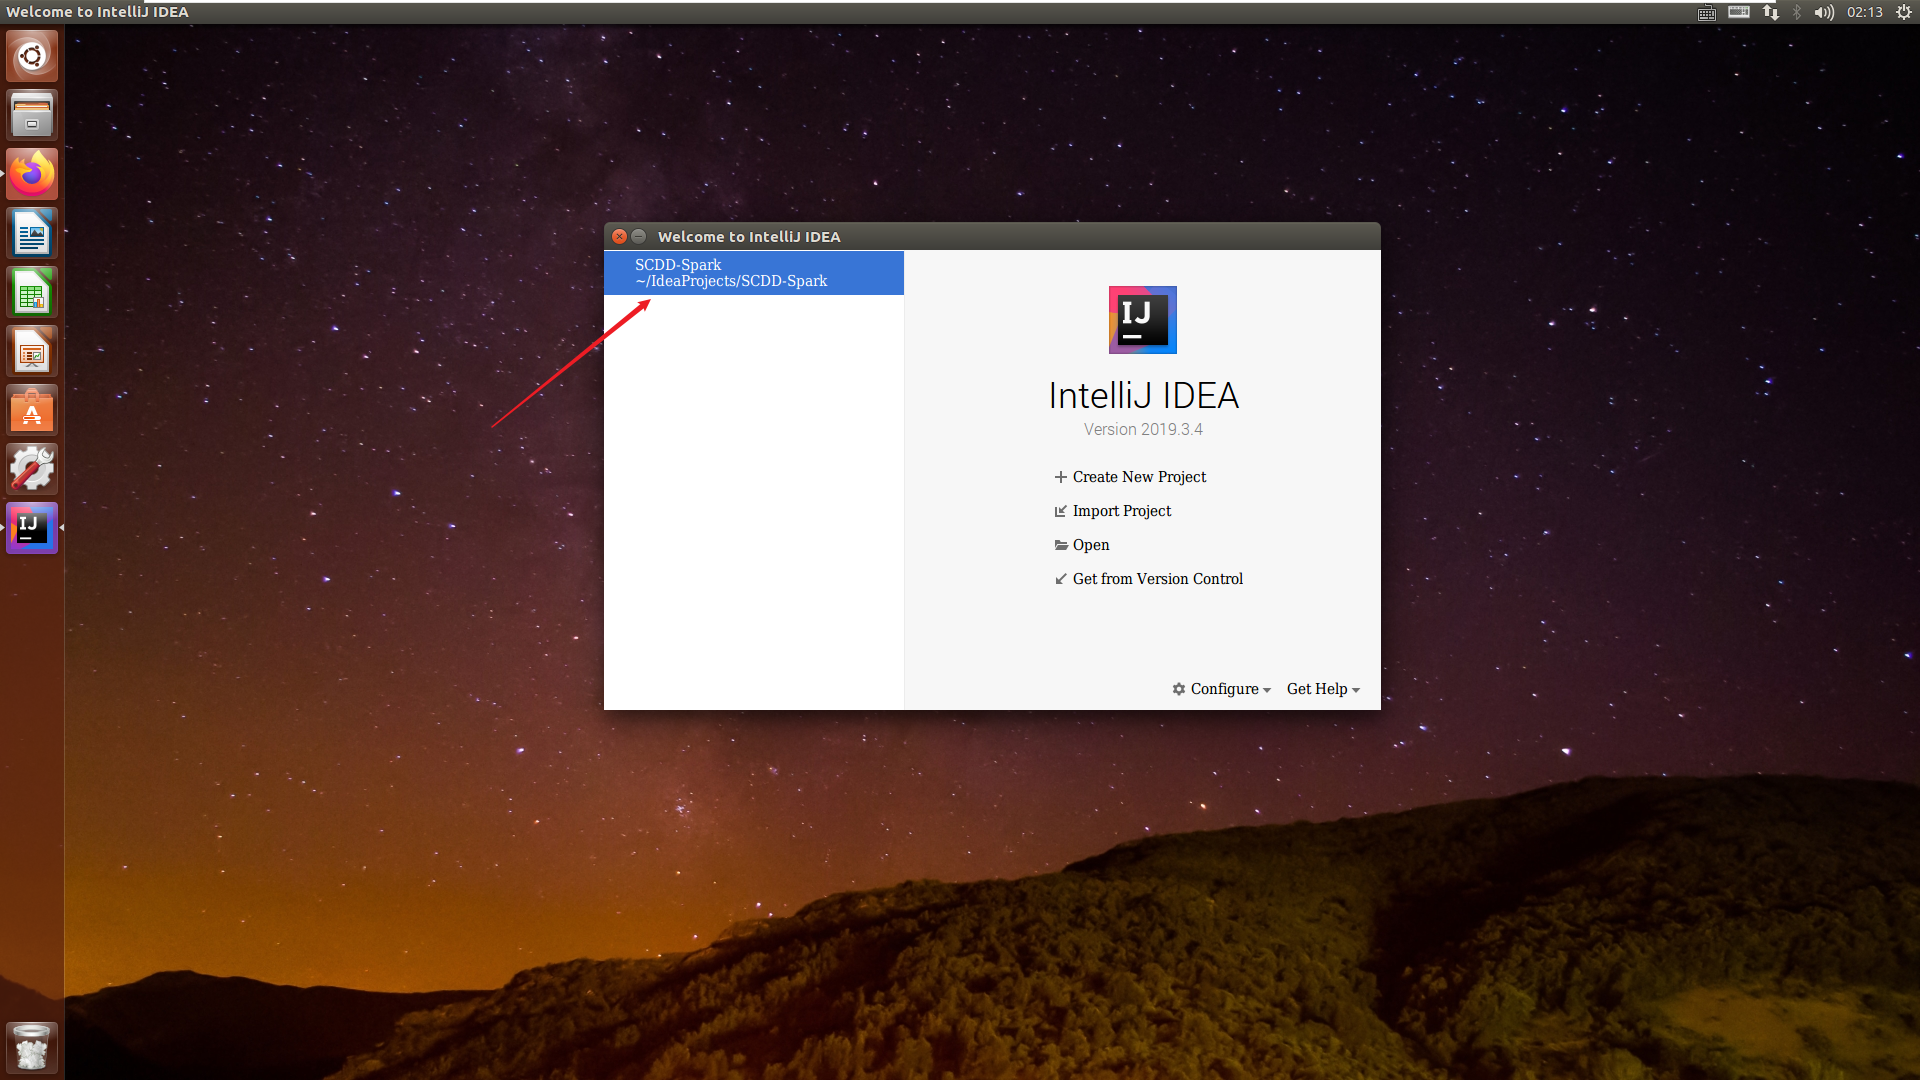 Welcome to IntelliJ IDEA
02:13
Welcome to IntelliJ IDEA
SCDD-Spark
~/IdeaProjects/SCDD-Spark
IJ
IntelliJ IDEA
Version 2019.3.4
Create New Project
Import Project
Open
Get from Version Control
Configure
Get Help
IJ